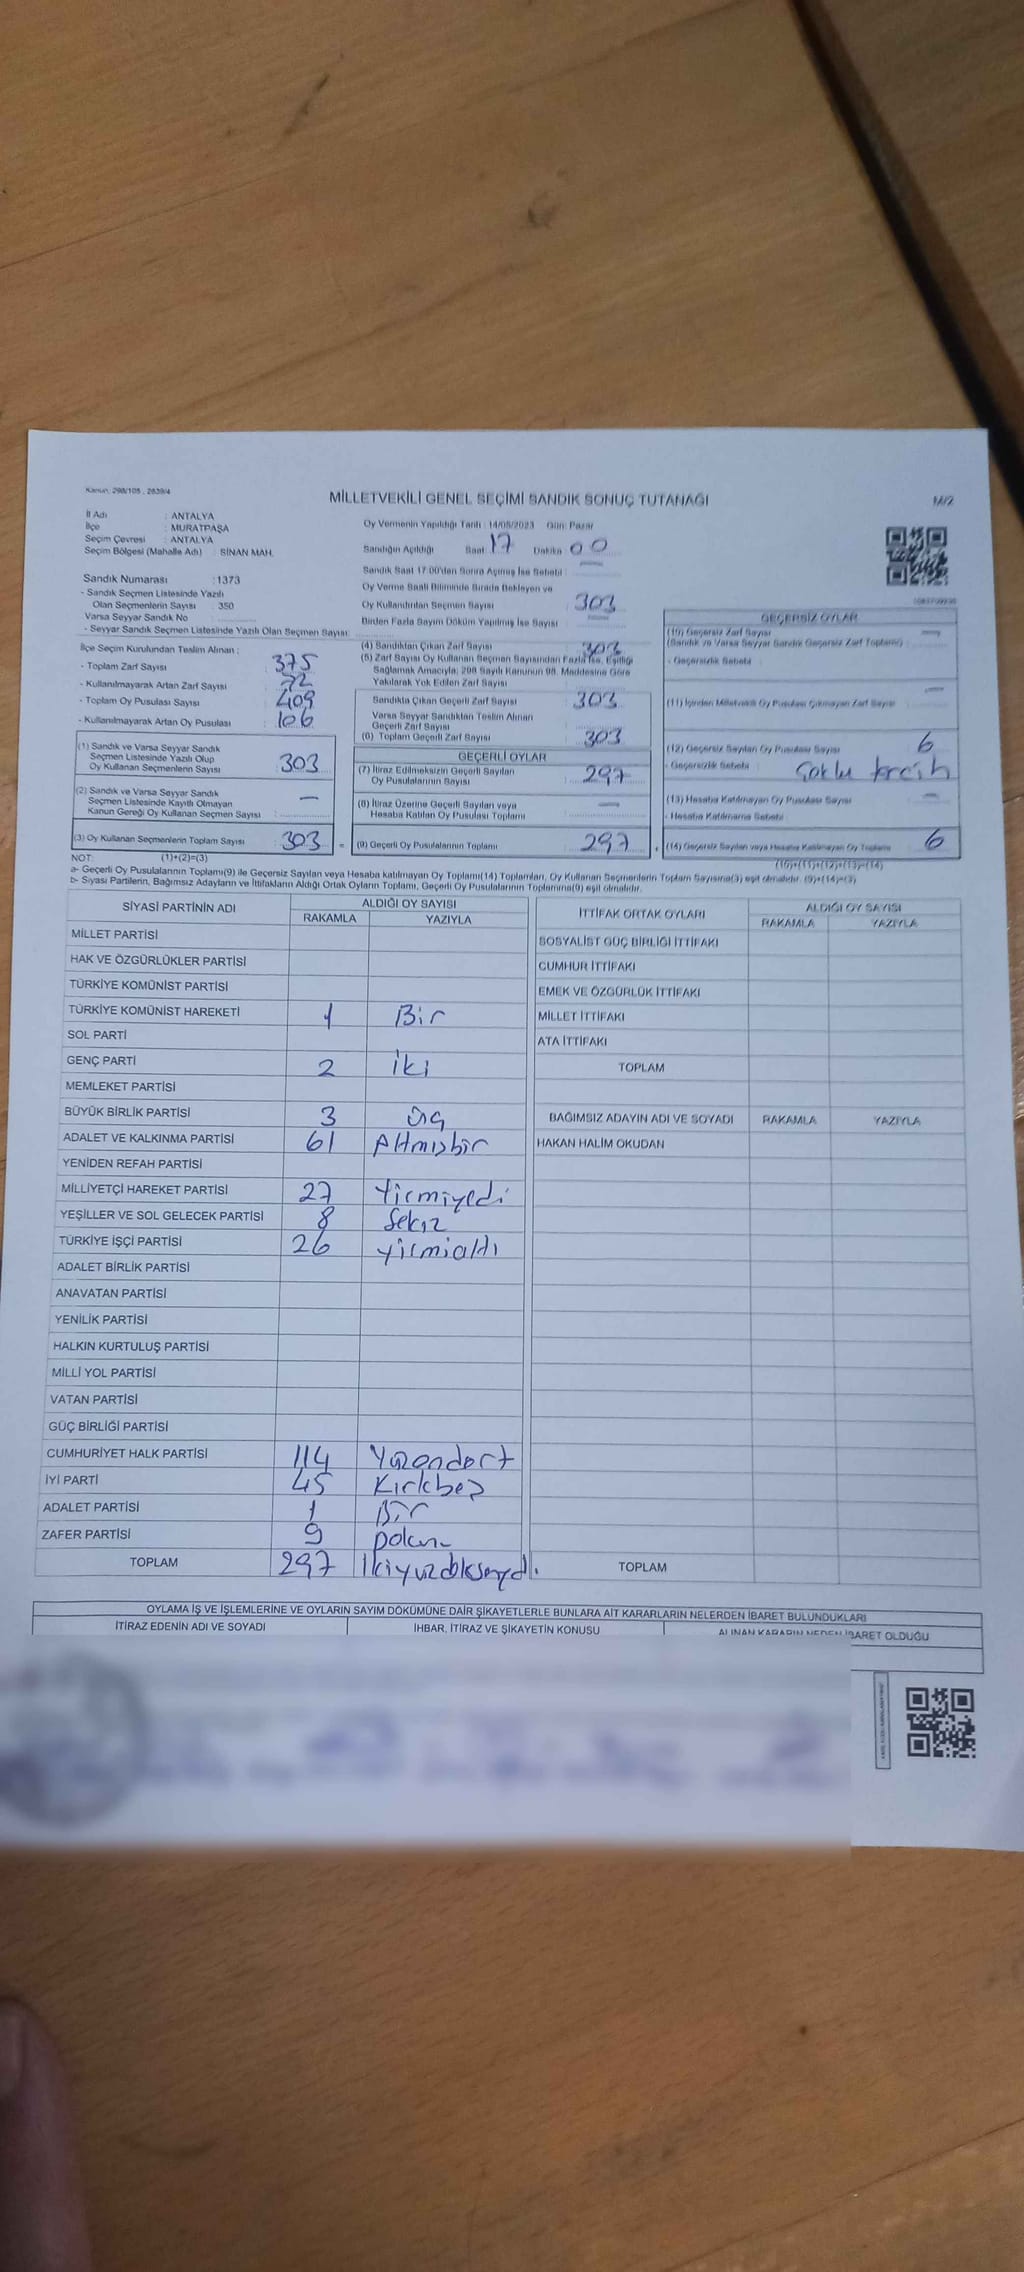 Kanun: 298/105 , 2839/4
MİLLETVEKİLİ GENEL SEÇİMİ SANDIK SONUÇ TUTANAĞI
M/2
İl Adı : ANTALYA
İlçe : MURATPAŞA
Seçim Çevresi : ANTALYA
Seçim Bölgesi (Mahalle Adı) : SİNAN MAH.
Sandık Numarası : 1373
- Sandık Seçmen Listesinde Yazılı
Olan Seçmenlerin Sayısı : 350
Varsa Seyyar Sandık No
- Seyyar Sandık Seçmen Listesinde Yazılı Olan Seçmen Sayısı:
Oy Vermenin Yapıldığı Tarih : 14/05/2023 Gün: Pazar
Sandığın Açıldığı Saat 17 Dakika 00
Sandık Saat 17:00'den Sonra Açılmış İse Sebebi : —
Oy Verme Saati Bitiminde Sırada Bekleyen ve
Oy Kullandırılan Seçmen Sayısı 303
Birden Fazla Sayım Döküm Yapılmış İse Sayısı : —
İlçe Seçim Kurulundan Teslim Alınan :
- Toplam Zarf Sayısı : 375
- Kullanılmayarak Artan Zarf Sayısı : 72
- Toplam Oy Pusulası Sayısı : 409
- Kullanılmayarak Artan Oy Pusulası : 106
(1) Sandık ve Varsa Seyyar Sandık
Seçmen Listesinde Yazılı Olup
Oy Kullanan Seçmenlerin Sayısı : 303
(2) Sandık ve Varsa Seyyar Sandık
Seçmen Listesinde Kayıtlı Olmayan
Kanun Gereği Oy Kullanan Seçmen Sayısı : —
(3) Oy Kullanan Seçmenlerin Toplam Sayısı : 303
(4) Sandıktan Çıkan Zarf Sayısı : 303
(5) Zarf Sayısı Oy Kullanan Seçmen Sayısından Fazla İse, Eşitliği
Sağlamak Amacıyla; 298 Sayılı Kanunun 98. Maddesine Göre
Yakılarak Yok Edilen Zarf Sayısı
Sandıkta Çıkan Geçerli Zarf Sayısı : 303
Varsa Seyyar Sandıktan Teslim Alınan
Geçerli Zarf Sayısı
(6) Toplam Geçerli Zarf Sayısı : 303
GEÇERLİ OYLAR
(7) İtiraz Edilmeksizin Geçerli Sayılan
Oy Pusulalarının Sayısı : 297
(8) İtiraz Üzerine Geçerli Sayılan veya
Hesaba Katılan Oy Pusulası Toplamı : —
= (9) Geçerli Oy Pusulalarının Toplamı : 297
GEÇERSİZ OYLAR
(10) Geçersiz Zarf Sayısı —
(Sandık ve Varsa Seyyar Sandık Geçersiz Zarf Toplamı) :
- Geçersizlik Sebebi :
(11) İçinden Milletvekili Oy Pusulası Çıkmayan Zarf Sayısı —
(12) Geçersiz Sayılan Oy Pusulası Sayısı 6
- Geçersizlik Sebebi : Çoklu tercih
(13) Hesaba Katılmayan Oy Pusulası Sayısı —
- Hesaba Katılmama Sebebi :
+ (14) Geçersiz Sayılan veya Hesaba Katılmayan Oy Toplamı : 6
NOT: (1)+(2)=(3)
(10)+(11)+(12)+(13)=(14)
a- Geçerli Oy Pusulalarının Toplamı(9) ile Geçersiz Sayılan veya Hesaba katılmayan Oy Toplamı(14) Toplamları, Oy Kullanan Seçmenlerin Toplam Sayısına(3) eşit olmalıdır. (9)+(14)=(3)
b- Siyasi Partilerin, Bağımsız Adayların ve İttifakların Aldığı Ortak Oyların Toplamı, Geçerli Oy Pusulalarının Toplamına(9) eşit olmalıdır.
SİYASİ PARTİNİN ADI ALDIĞI OY SAYISI
RAKAMLA YAZIYLA
MİLLET PARTİSİ
HAK VE ÖZGÜRLÜKLER PARTİSİ
TÜRKİYE KOMÜNİST PARTİSİ
TÜRKİYE KOMÜNİST HAREKETİ 1 Bir
SOL PARTİ
GENÇ PARTİ 2 iki
MEMLEKET PARTİSİ
BÜYÜK BİRLİK PARTİSİ 3 üç
ADALET VE KALKINMA PARTİSİ 61 Altmışbir
YENİDEN REFAH PARTİSİ
MİLLİYETÇİ HAREKET PARTİSİ 27 Yirmiyedi
YEŞİLLER VE SOL GELECEK PARTİSİ 8 Sekiz
TÜRKİYE İŞÇİ PARTİSİ 26 yirmialtı
ADALET BİRLİK PARTİSİ
ANAVATAN PARTİSİ
YENİLİK PARTİSİ
HALKIN KURTULUŞ PARTİSİ
MİLLİ YOL PARTİSİ
VATAN PARTİSİ
GÜÇ BİRLİĞİ PARTİSİ
CUMHURİYET HALK PARTİSİ 114 Yüzondört
İYİ PARTİ 45 Kırkbeş
ADALET PARTİSİ 1 Bir
ZAFER PARTİSİ 9 Dokuz
TOPLAM 297 İkiyüzdoksanyedi
İTTİFAK ORTAK OYLARI ALDIĞI OY SAYISI
RAKAMLA YAZIYLA
SOSYALİST GÜÇ BİRLİĞİ İTTİFAKI
CUMHUR İTTİFAKI
EMEK VE ÖZGÜRLÜK İTTİFAKI
MİLLET İTTİFAKI
ATA İTTİFAKI
TOPLAM
BAĞIMSIZ ADAYIN ADI VE SOYADI RAKAMLA YAZIYLA
HAKAN HALİM OKUDAN
TOPLAM
OYLAMA İŞ VE İŞLEMLERİNE VE OYLARIN SAYIM DÖKÜMÜNE DAİR ŞİKAYETLERLE BUNLARA AİT KARARLARIN NELERDEN İBARET BULUNDUKLARI
İTİRAZ EDENİN ADI VE SOYADI İHBAR, İTİRAZ VE ŞİKAYETİN KONUSU ALINAN KARARIN NEDEN İBARET OLDUĞU